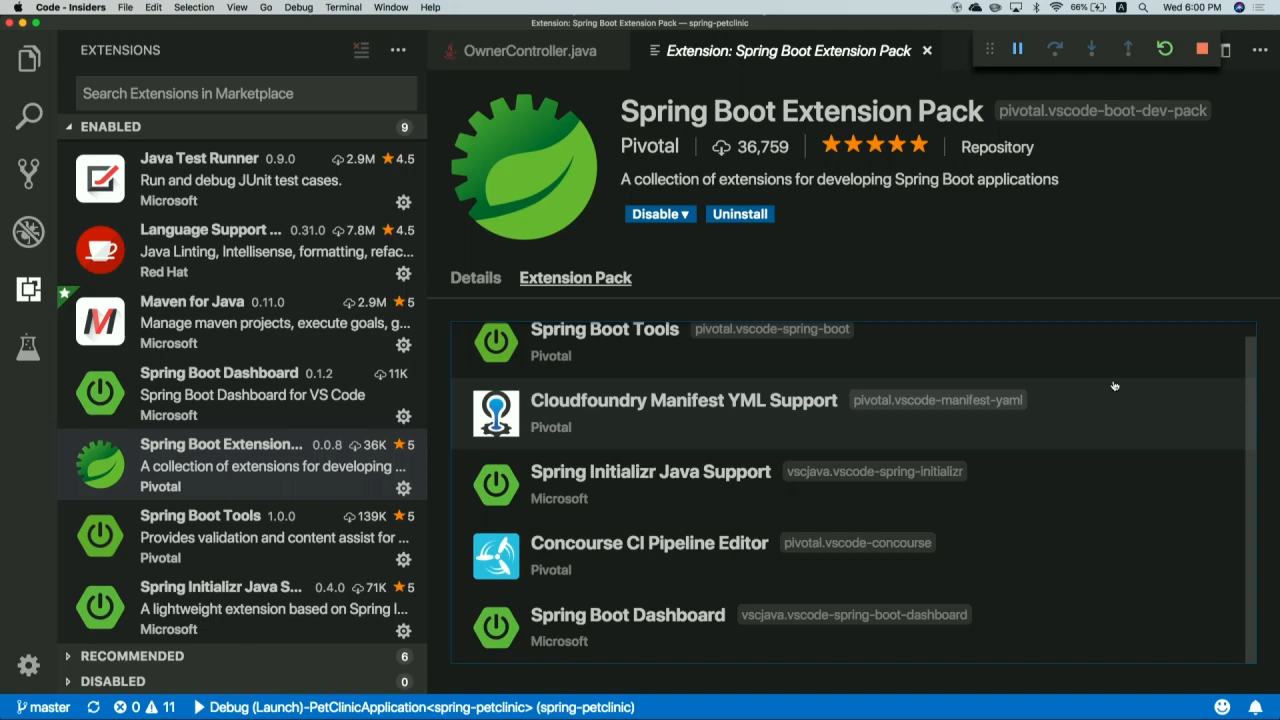 Code - Insiders File Edit Selection View Go Debug Terminal Window Help 66% A Wed 6:00 PM
Extension: Spring Boot Extension Pack — spring-petclinic
EXTENSIONS
Search Extensions in Marketplace
ENABLED 9
Java Test Runner 0.9.0 2.9M ★4.5
Run and debug JUnit test cases.
Microsoft
Language Support ... 0.31.0 7.8M ★4.5
Java Linting, Intellisense, formatting, refac...
Red Hat
Maven for Java 0.11.0 2.9M ★5
Manage maven projects, execute goals, g...
Microsoft
Spring Boot Dashboard 0.1.2 11K
Spring Boot Dashboard for VS Code
Microsoft
Spring Boot Extension... 0.0.8 36K ★5
A collection of extensions for developing ...
Pivotal
Spring Boot Tools 1.0.0 139K ★5
Provides validation and content assist for ...
Pivotal
Spring Initializr Java S... 0.4.0 71K ★5
A lightweight extension based on Spring I...
Microsoft
RECOMMENDED 6
DISABLED 0
OwnerController.java
Extension: Spring Boot Extension Pack
Spring Boot Extension Pack pivotal.vscode-boot-dev-pack
Pivotal 36,759 ★★★★★ Repository
A collection of extensions for developing Spring Boot applications
Disable ▾ Uninstall
Details Extension Pack
Spring Boot Tools pivotal.vscode-spring-boot
Pivotal
Cloudfoundry Manifest YML Support pivotal.vscode-manifest-yaml
Pivotal
Spring Initializr Java Support vscjava.vscode-spring-initializr
Microsoft
Concourse CI Pipeline Editor pivotal.vscode-concourse
Pivotal
Spring Boot Dashboard vscjava.vscode-spring-boot-dashboard
Microsoft
master 0 11 Debug (Launch)-PetClinicApplication<spring-petclinic> (spring-petclinic)